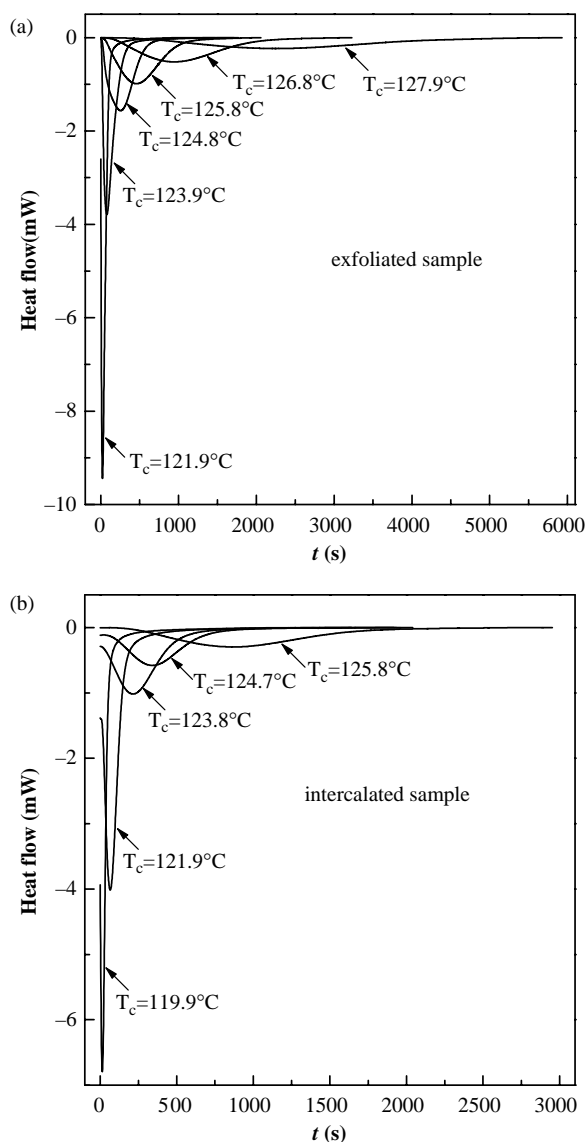 (a)
0
T_c=126.8°C
T_c=127.9°C
T_c=125.8°C
−2
T_c=124.8°C
T_c=123.9°C
−4
Heat flow(mW)
exfoliated sample
−6
−8
T_c=121.9°C
−10
0 1000 2000 3000 4000 5000 6000
t (s)
(b)
0
T_c=125.8°C
T_c=124.7°C
T_c=123.8°C
−2
intercalated sample
Heat flow (mW)
T_c=121.9°C
−4
T_c=119.9°C
−6
0 500 1000 1500 2000 2500 3000
t (s)